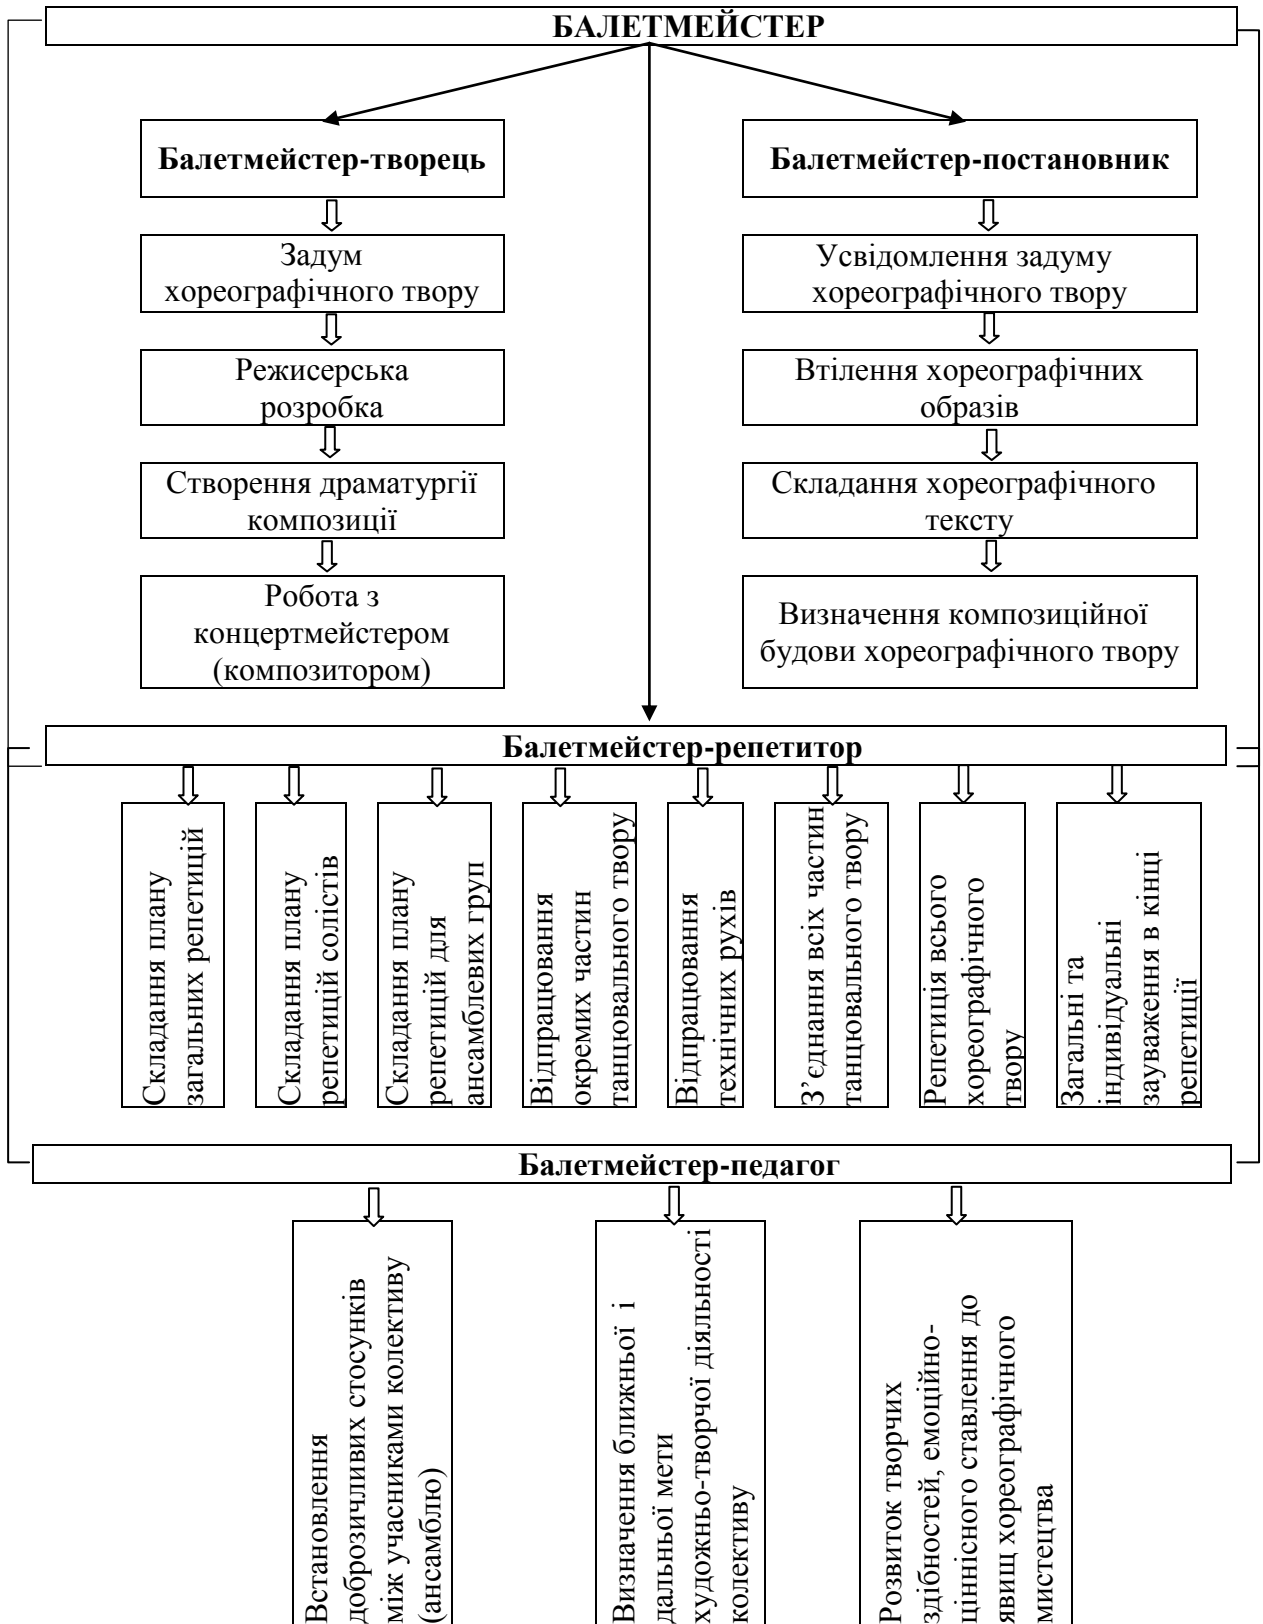 БАЛЕТМЕЙСТЕР
Балетмейстер-творець
Задум
хореографічного твору
Режисерська
розробка
Створення драматургії
композиції
Робота з
концертмейстером
(композитором)
Балетмейстер-постановник
Усвідомлення задуму
хореографічного твору
Втілення хореографічних
образів
Складання хореографічного
тексту
Визначення композиційної
будови хореографічного твору
Балетмейстер-репетитор
Складання плану
загальних репетицій
Складання плану
репетицій солістів
Складання плану
репетицій для
ансамблевих груп
Відпрацювання
окремих частин
танцювального твору
Відпрацювання
технічних рухів
З’єднання всіх частин
танцювального твору
Репетиція всього
хореографічного
твору
Загальні та
індивідуальні
зауваження в кінці
репетиції
Балетмейстер-педагог
Встановлення
доброзичливих стосунків
між учасниками колективу
(ансамблю)
Визначення ближньої і
дальньої мети
художньо-творчої діяльності
колективу
Розвиток творчих
здібностей, емоційно-
ціннісного ставлення до
явищ хореографічного
мистецтва